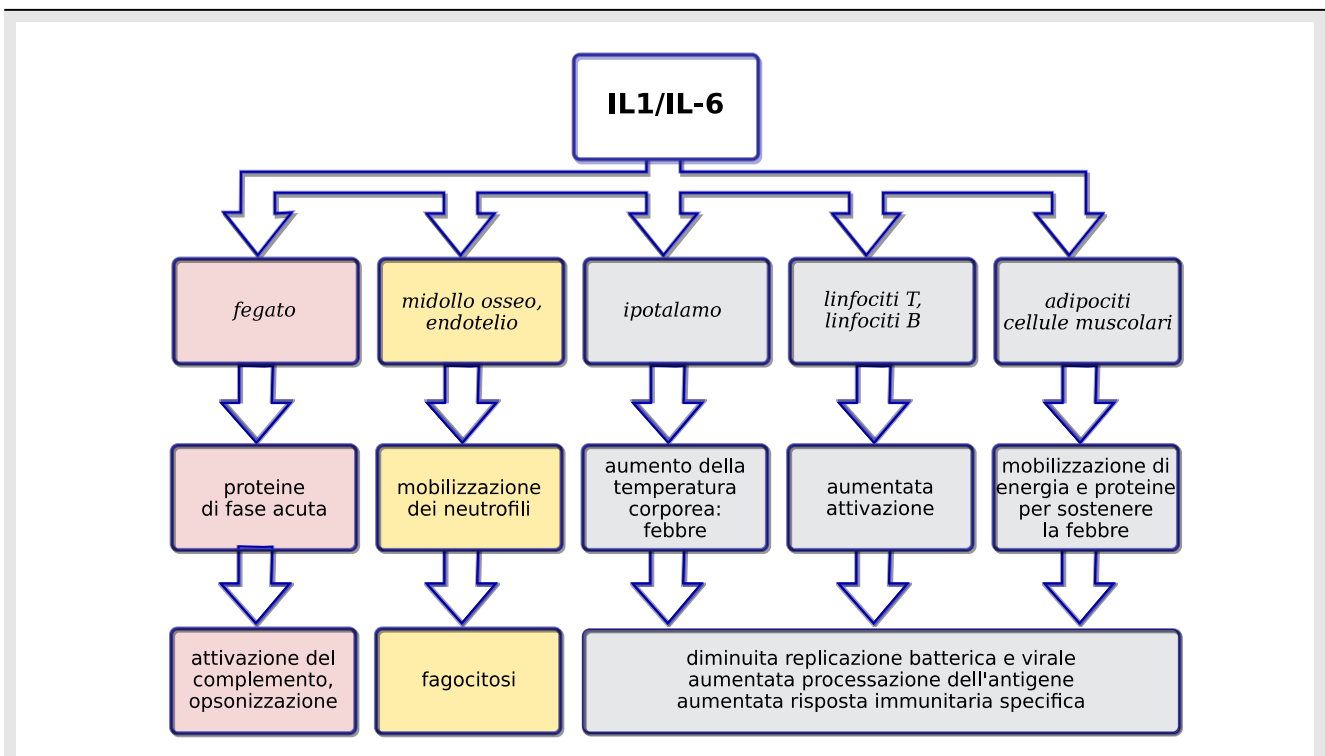 IL1/IL-6
fegato
midollo osseo,
endotelio
ipotalamo
linfociti T,
linfociti B
adipociti
cellule muscolari
proteine
di fase acuta
mobilizzazione
dei neutrofili
aumento della
temperatura
corporea:
febbre
aumentata
attivazione
mobilizzazione di
energia e proteine
per sostenere
la febbre
attivazione del
complemento,
opsonizzazione
fagocitosi
diminuita replicazione batterica e virale
aumentata processazione dell'antigene
aumentata risposta immunitaria specifica